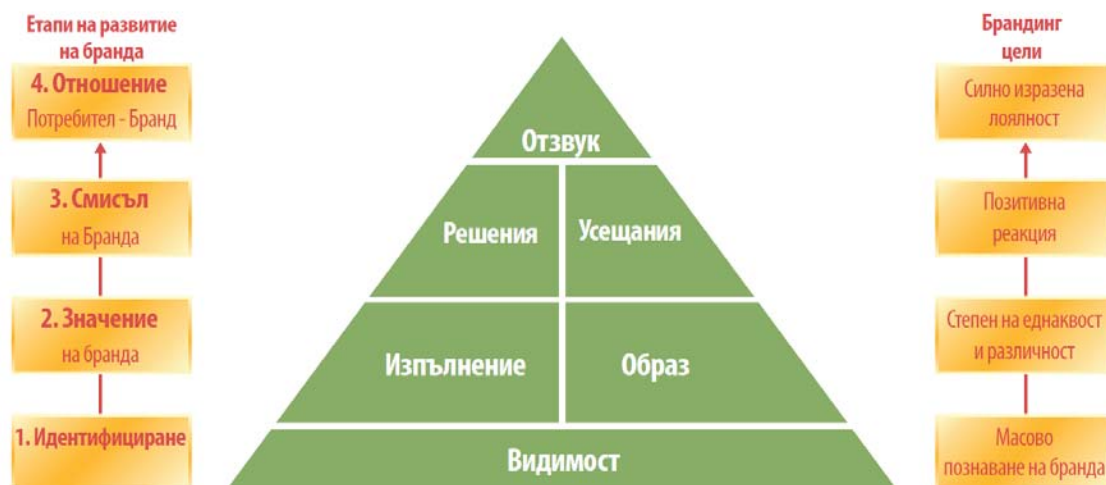 Етапи на развитие
на бранда
4. Отношение
Потребител - Бранд
3. Смисъл
на Бранда
2. Значение
на бранда
1. Идентифициране
Отзвук
Решения
Усещания
Изпълнение
Образ
Видимост
Брандинг
цели
Силно изразена
лоялност
Позитивна
реакция
Степен на еднаквост
и различност
Масово
познаване на бранда